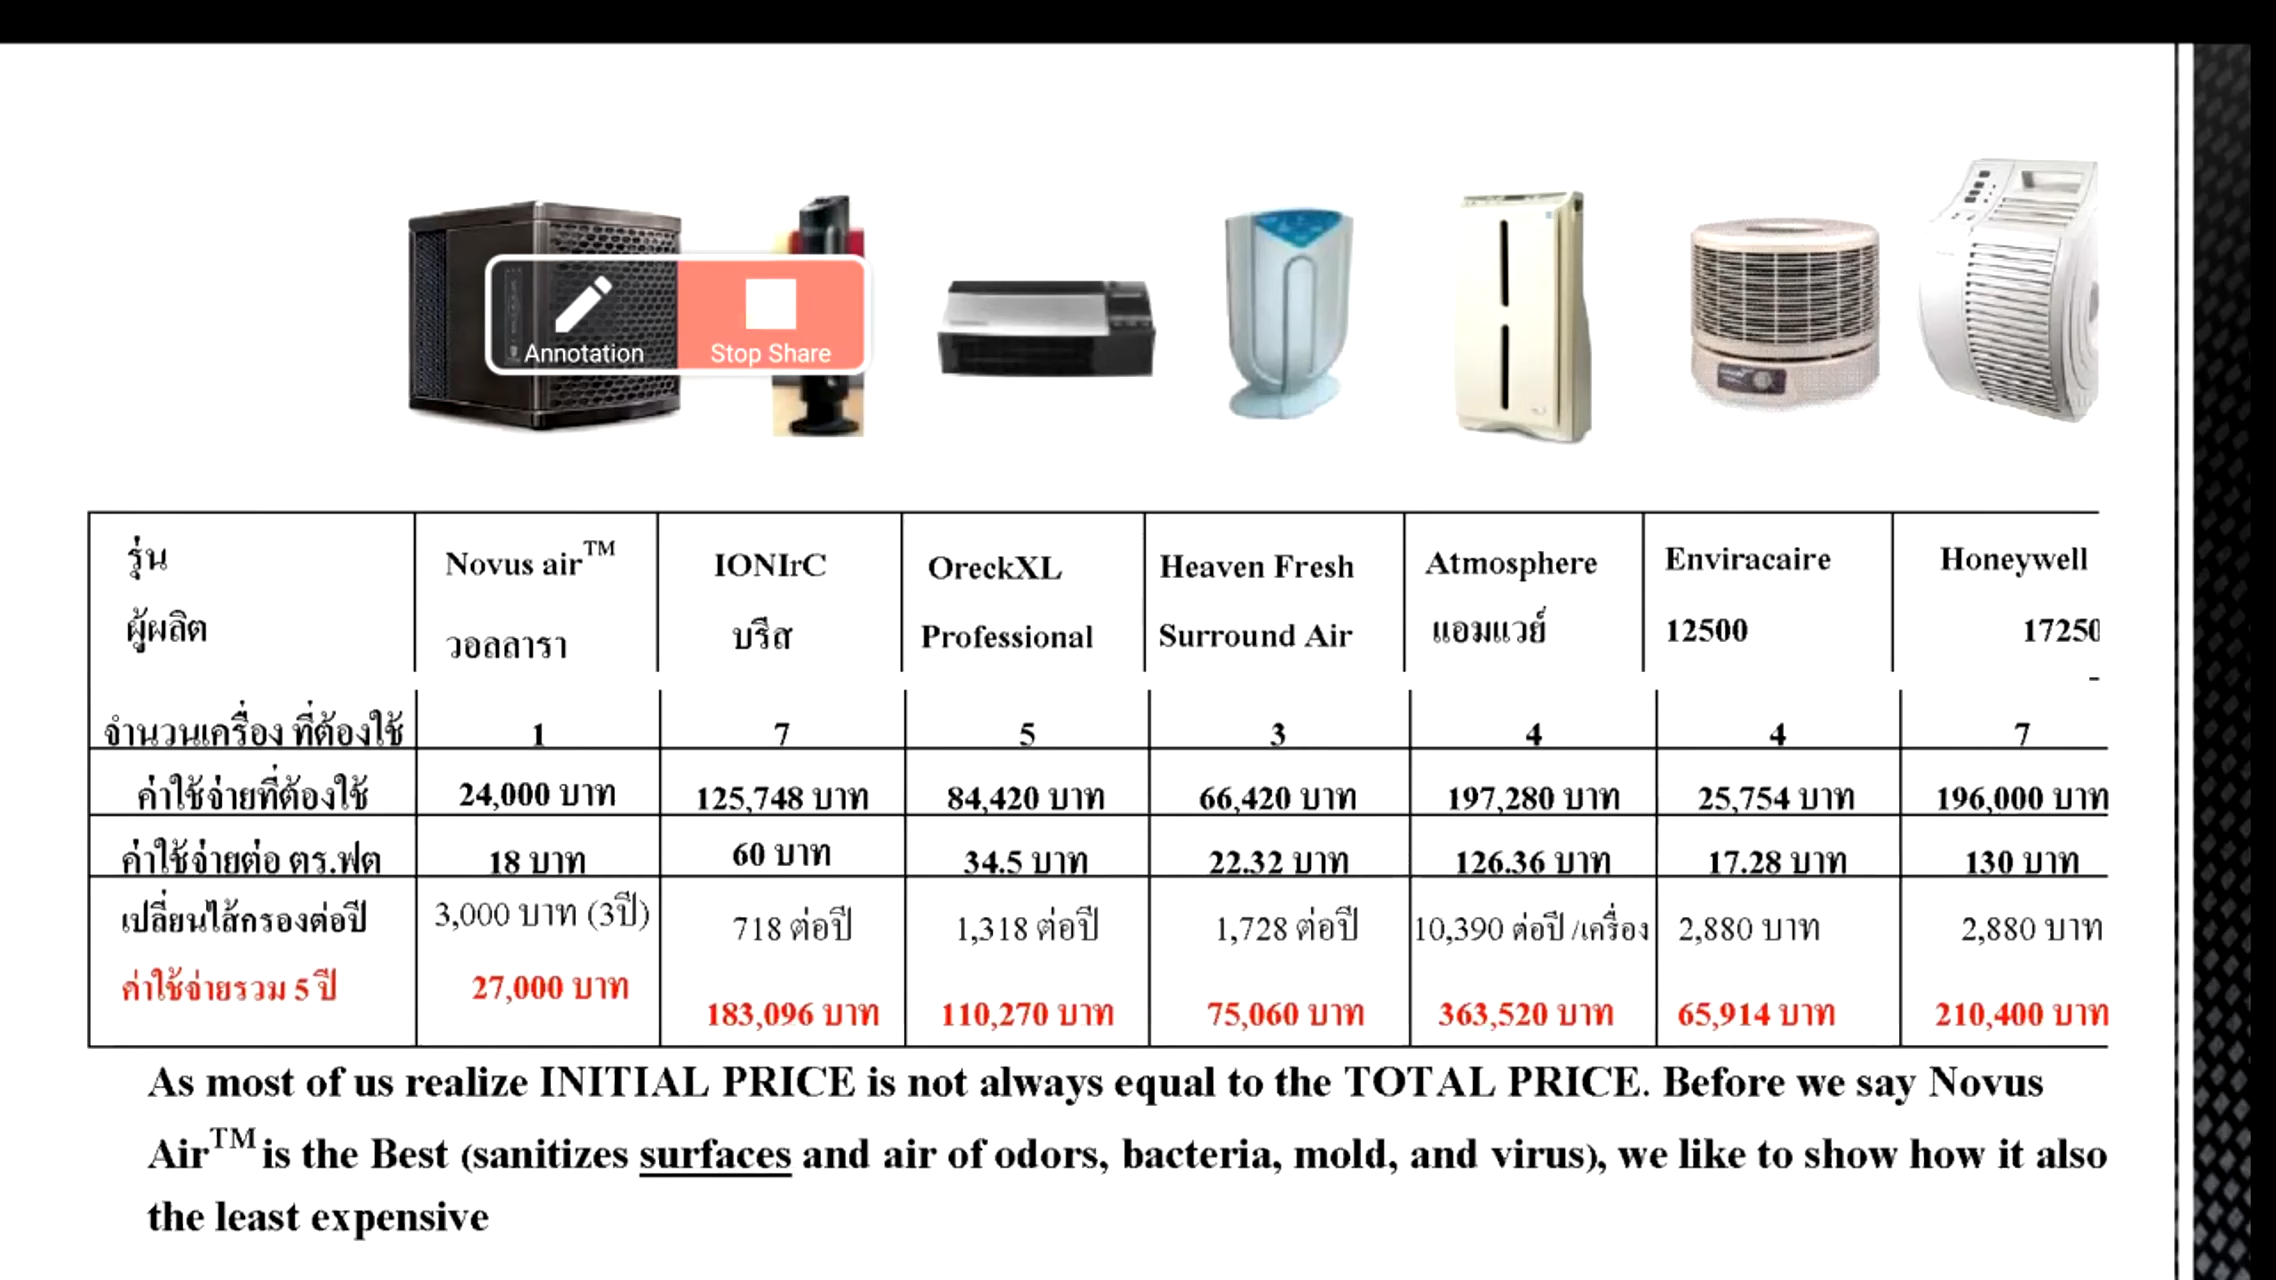 Annotation Stop Share
รุ่น Novus air™ IONIrC OreckXL Heaven Fresh Atmosphere Enviracaire Honeywell
ผู้ผลิต วอลลารา บรีส Professional Surround Air แอมแวย์ 12500 17250
จำนวนเครื่อง ที่ต้องใช้ 1 7 5 3 4 4 7
ค่าใช้จ่ายที่ต้องใช้ 24,000 บาท 125,748 บาท 84,420 บาท 66,420 บาท 197,280 บาท 25,754 บาท 196,000 บาท
ค่าใช้จ่ายต่อ ตร.ฟต 18 บาท 60 บาท 34.5 บาท 22.32 บาท 126.36 บาท 17.28 บาท 130 บาท
เปลี่ยนไส้กรองต่อปี 3,000 บาท (3ปี) 718 ต่อปี 1,318 ต่อปี 1,728 ต่อปี 10,390 ต่อปี /เครื่อง 2,880 บาท 2,880 บาท
ค่าใช้จ่ายรวม 5 ปี 27,000 บาท 183,096 บาท 110,270 บาท 75,060 บาท 363,520 บาท 65,914 บาท 210,400 บาท
As most of us realize INITIAL PRICE is not always equal to the TOTAL PRICE. Before we say Novus
Air™ is the Best (sanitizes surfaces and air of odors, bacteria, mold, and virus), we like to show how it also
the least expensive